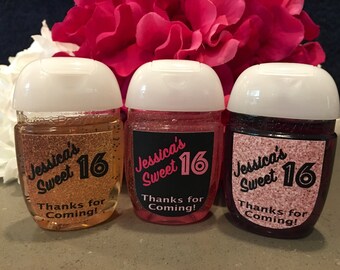 Jessica's
Sweet 16
Thanks for
Coming!
Jessica's
Sweet 16
Thanks for
Coming!
Jessica's
Sweet 16
Thanks for
Coming!